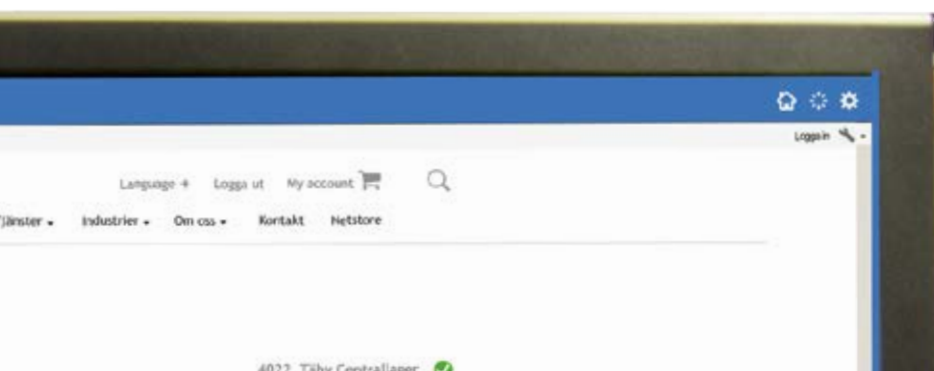 Logga in
Language + Logga ut My account
Tjänster Industrier Om oss Kontakt Netstore
4022, Täby Centrallager